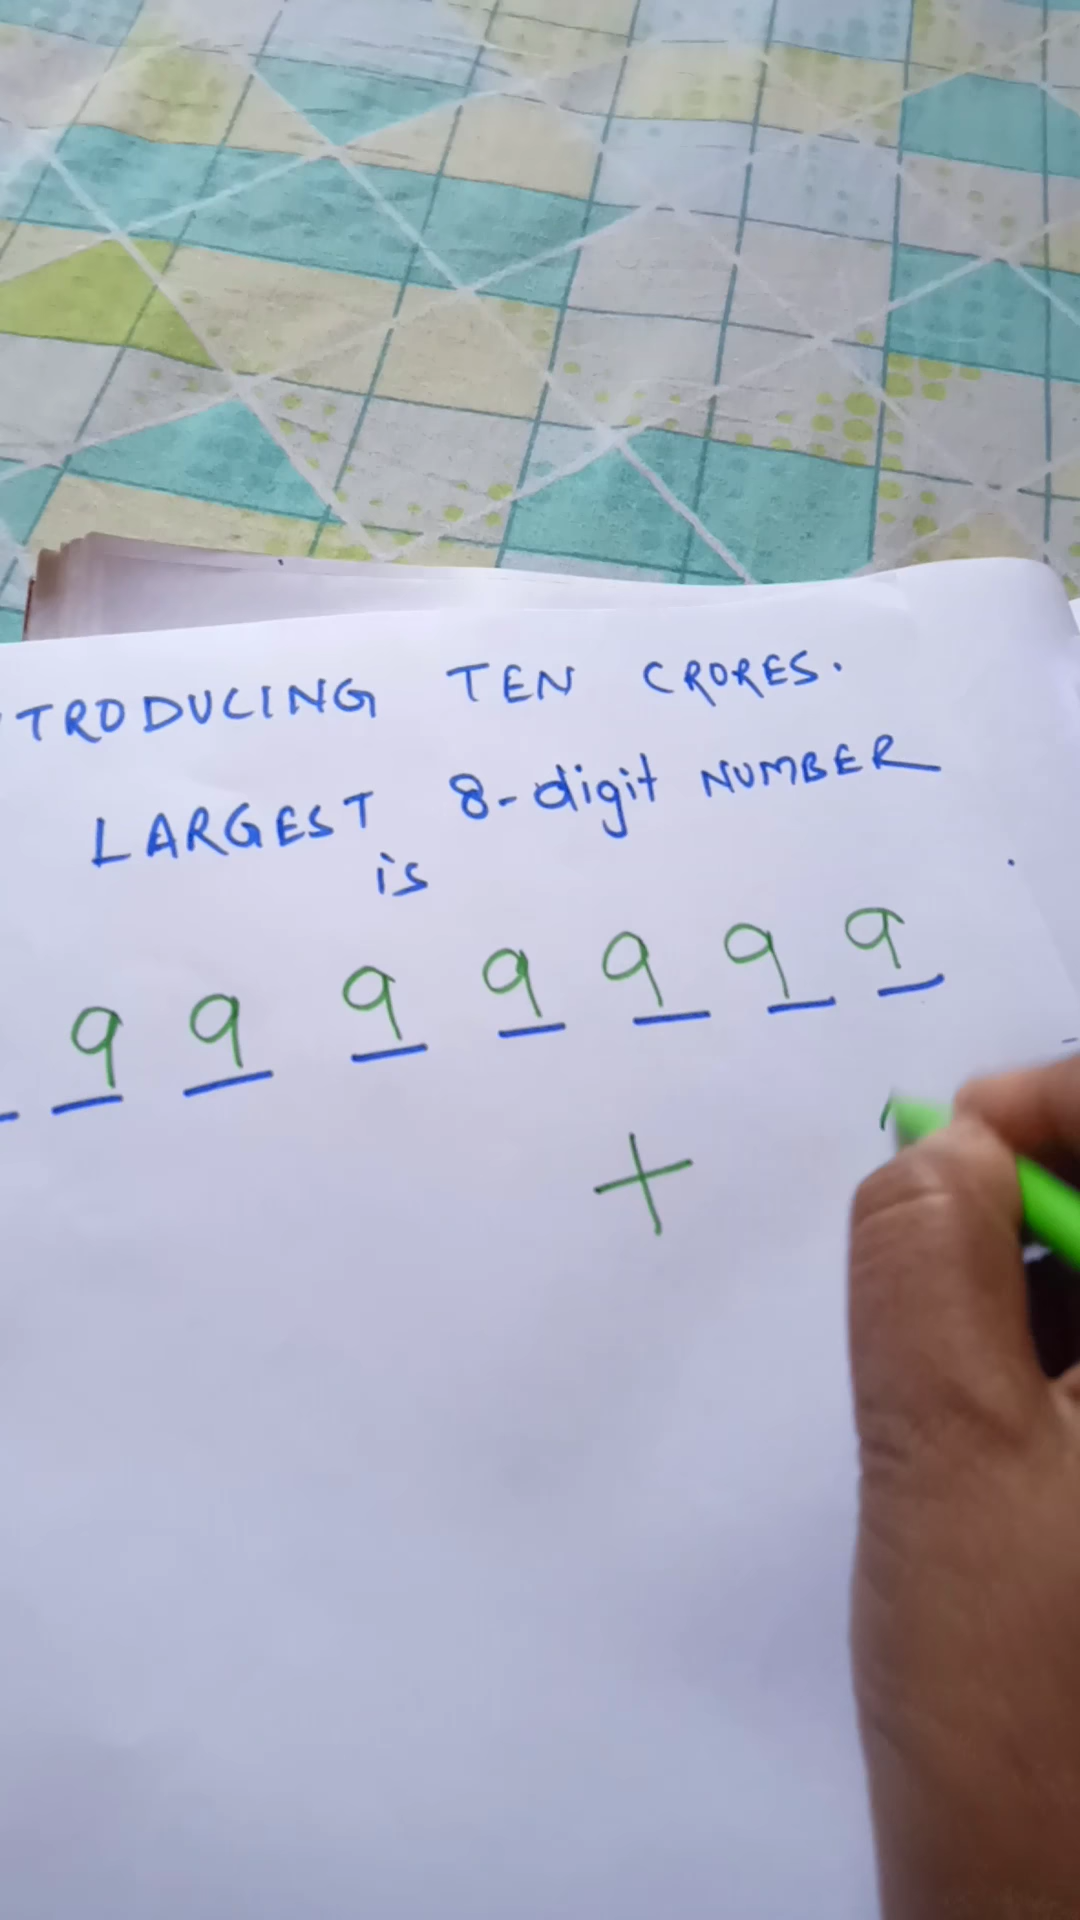 TRODUCING TEN CRORES.
LARGEST 8-digit NUMBER
is
9 9 9 9 9 9 9
+